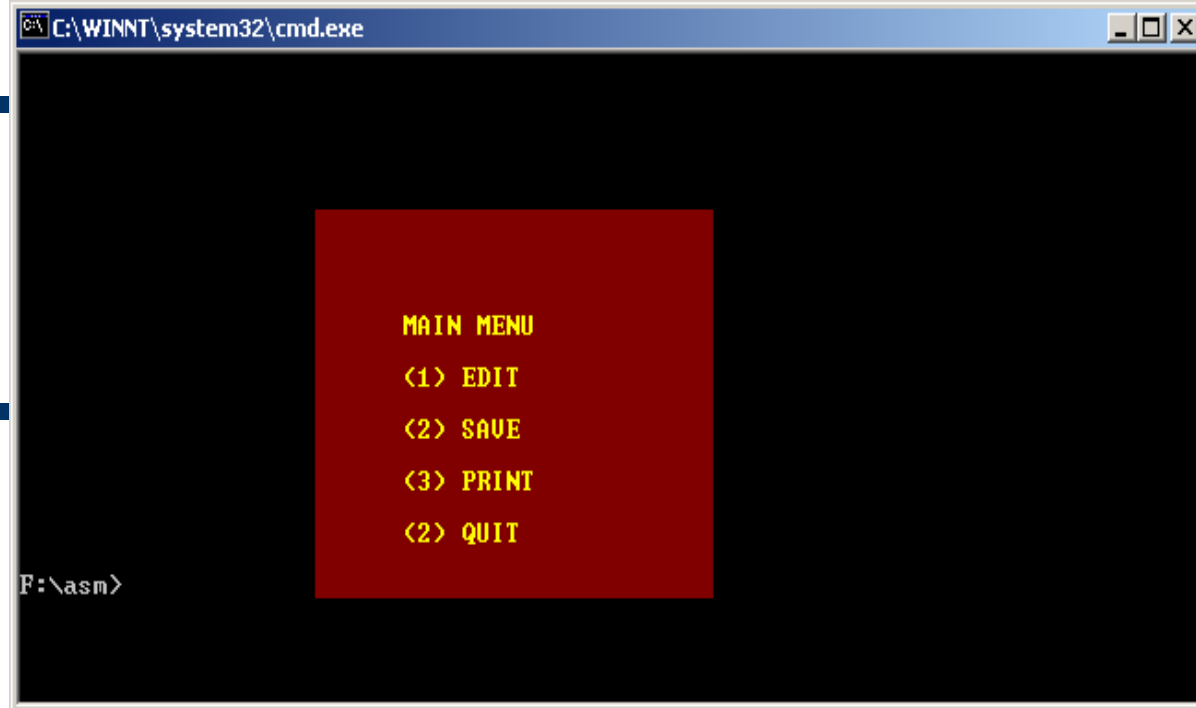 C:\WINNT\system32\cmd.exe
MAIN MENU
(1) EDIT
(2) SAVE
(3) PRINT
(2) QUIT
F:\asm>